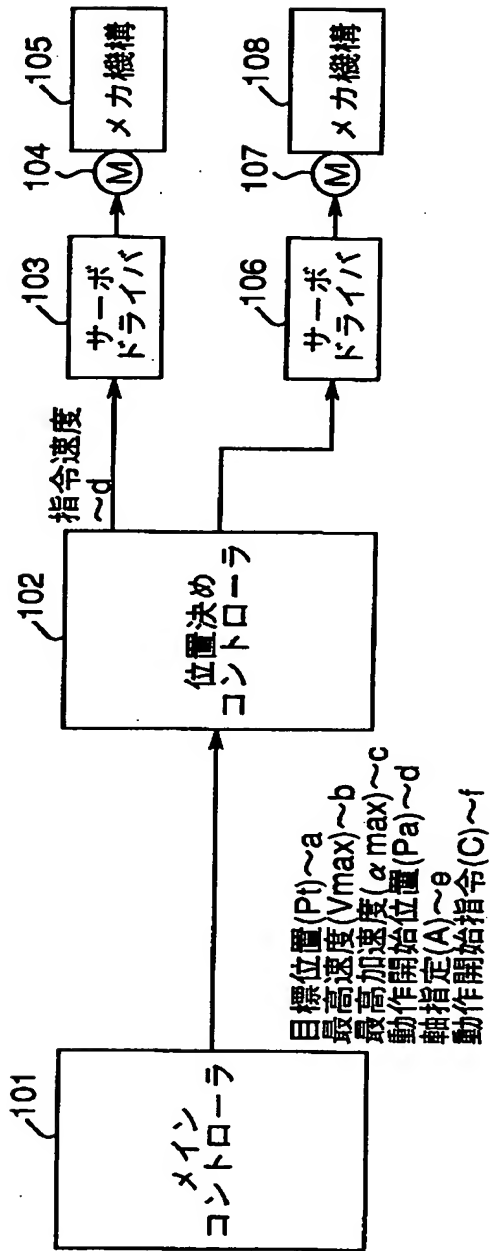 101
メイン
コントローラ
目標位置(Pt)～a
最高速度(Vmax)～b
最高加速度(α max)～c
動作開始位置(Pa)～d
軸指定(A)～e
動作開始指令(C)～f
102
位置決め
コントローラ
指令速度
～d
103
サーボ
ドライバ
104
M
105
メカ機構
106
サーボ
ドライバ
107
M
108
メカ機構